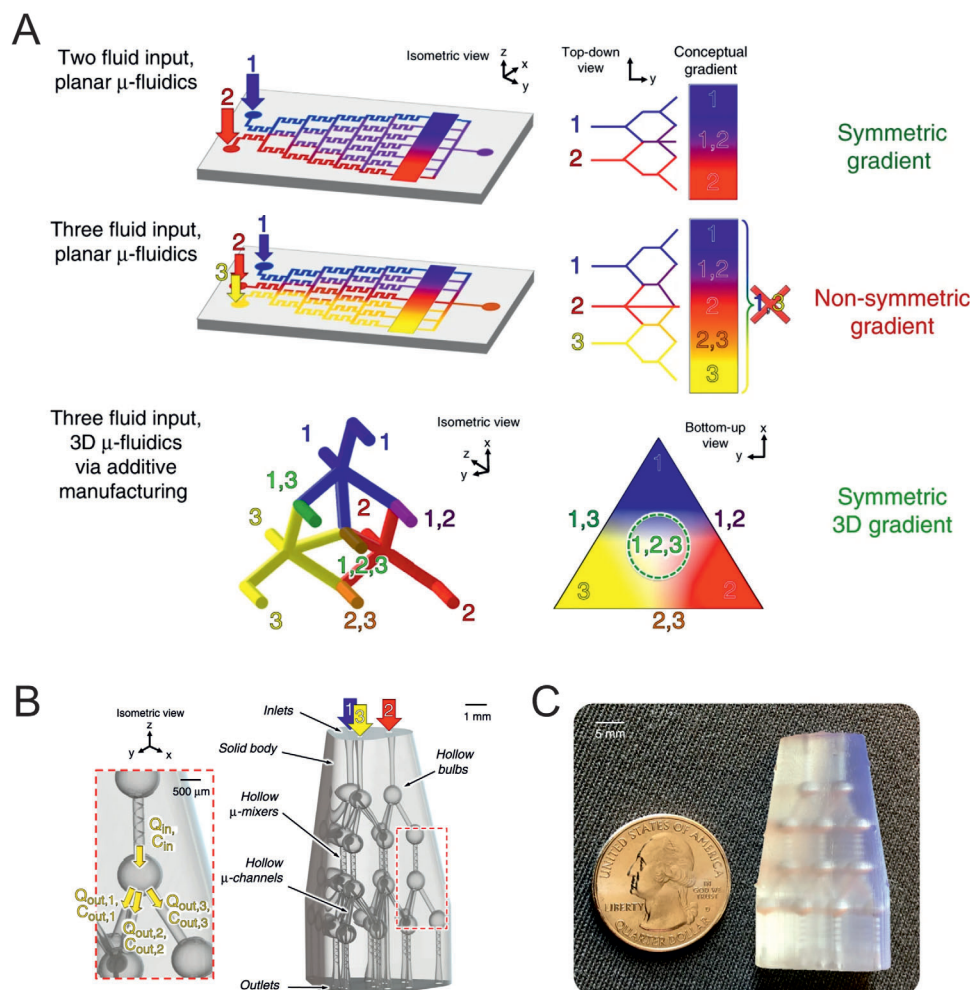 A
Two fluid input,
planar μ-fluidics
Isometric view
z
x
y
Top-down
view
y
Conceptual
gradient
1
2
1
2
1
1,2
2
Symmetric
gradient
Three fluid input,
planar μ-fluidics
1
2
3
1
2
3
1
1,2
2
2,3
3
1,3
Non-symmetric
gradient
Three fluid input,
3D μ-fluidics
via additive
manufacturing
Isometric view
x
z
y
1
1
1,3
2
1,2
3
1,2,3
3
2,3
2
Bottom-up
view
x
y
1
1,3
1,2
1,2,3
3
2
2,3
Symmetric
3D gradient
B
Isometric view
z
y
x
500 μm
Qin,
Cin
Qout,1,
Cout,1
Qout,2,
Cout,2
Qout,3,
Cout,3
1
3
2
1 mm
Inlets
Solid body
Hollow
bulbs
Hollow
μ-mixers
Hollow
μ-channels
Outlets
C
5 mm
UNITED STATES OF AMERICA
LIBERTY
IN
GOD WE
TRUST
D
QUARTER DOLLAR